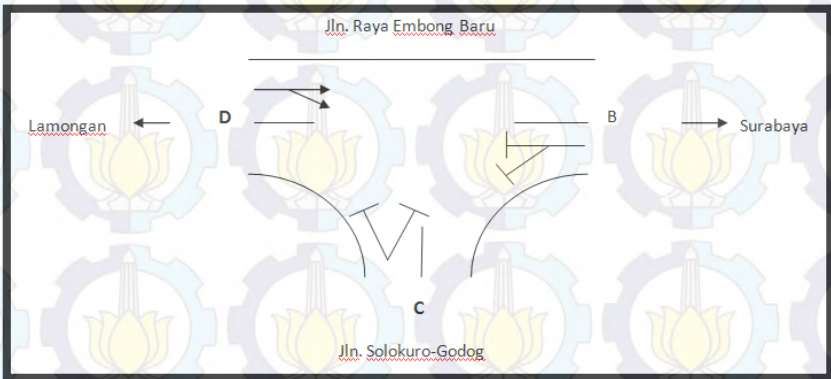 Jln. Raya Embong Baru
Lamongan
D
B
Surabaya
C
Jln. Solokuro-Godog